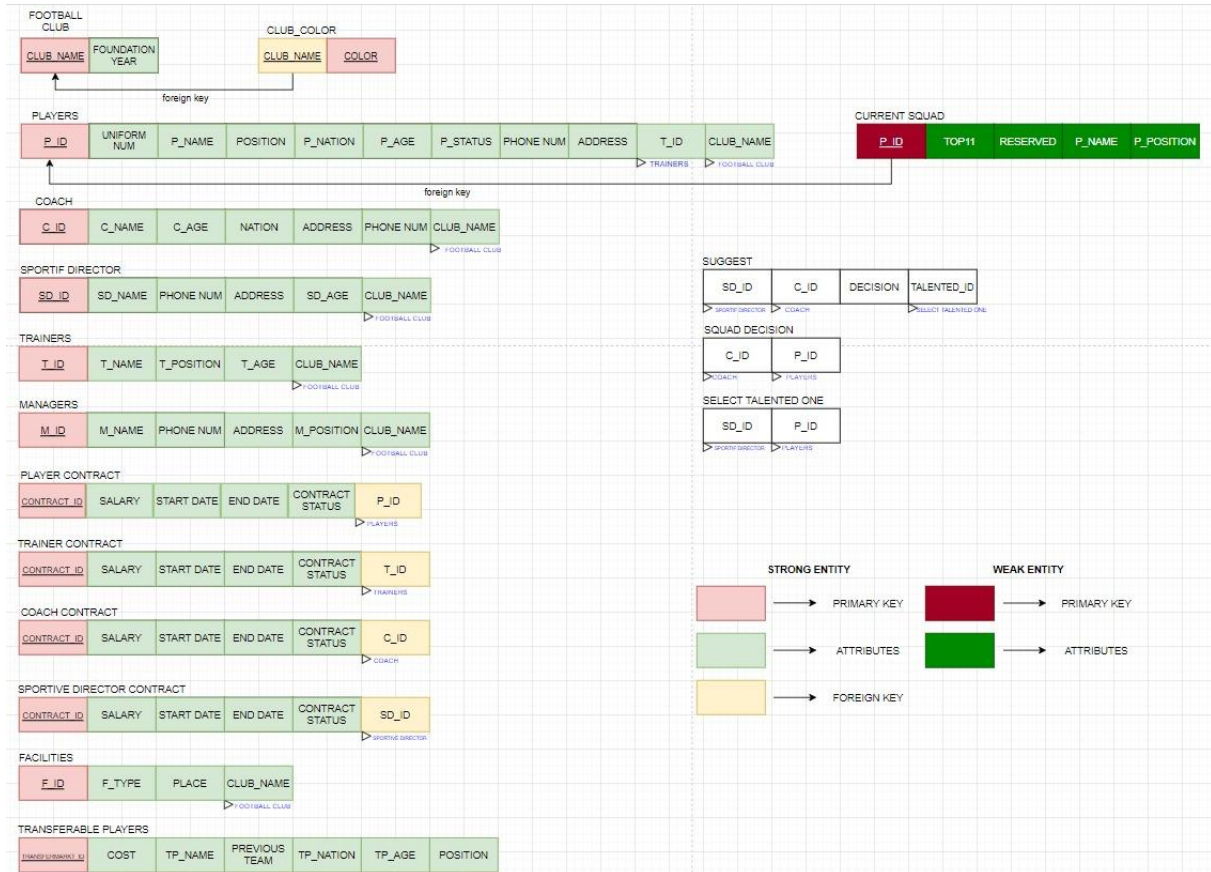 FOOTBALL
CLUB
CLUB_NAME FOUNDATION YEAR
CLUB_COLOR
CLUB_NAME COLOR
foreign key
PLAYERS
P_ID UNIFORM NUM P_NAME POSITION P_NATION P_AGE P_STATUS PHONE NUM ADDRESS T_ID CLUB_NAME
TRAINERS FOOTBALL CLUB
CURRENT SQUAD
P_ID TOP11 RESERVED P_NAME P_POSITION
foreign key
COACH
C_ID C_NAME C_AGE NATION ADDRESS PHONE NUM CLUB_NAME
FOOTBALL CLUB
SPORTIF DIRECTOR
SD_ID SD_NAME PHONE NUM ADDRESS SD_AGE CLUB_NAME
FOOTBALL CLUB
TRAINERS
T_ID T_NAME T_POSITION T_AGE CLUB_NAME
FOOTBALL CLUB
MANAGERS
M_ID M_NAME PHONE NUM ADDRESS M_POSITION CLUB_NAME
FOOTBALL CLUB
PLAYER CONTRACT
CONTRACT_ID SALARY START DATE END DATE CONTRACT STATUS P_ID
PLAYERS
TRAINER CONTRACT
CONTRACT_ID SALARY START DATE END DATE CONTRACT STATUS T_ID
TRAINERS
COACH CONTRACT
CONTRACT_ID SALARY START DATE END DATE CONTRACT STATUS C_ID
COACH
SPORTIVE DIRECTOR CONTRACT
CONTRACT_ID SALARY START DATE END DATE CONTRACT STATUS SD_ID
SPORTIVE DIRECTOR
FACILITIES
F_ID F_TYPE PLACE CLUB_NAME
FOOTBALL CLUB
TRANSFERABLE PLAYERS
TRANSFERMARKT_ID COST TP_NAME PREVIOUS TEAM TP_NATION TP_AGE POSITION
SUGGEST
SD_ID C_ID DECISION TALENTED_ID
SPORTIF DIRECTOR COACH SELECT TALENTED ONE
SQUAD DECISION
C_ID P_ID
COACH PLAYERS
SELECT TALENTED ONE
SD_ID P_ID
SPORTIF DIRECTOR PLAYERS
STRONG ENTITY WEAK ENTITY
PRIMARY KEY PRIMARY KEY
ATTRIBUTES ATTRIBUTES
FOREIGN KEY